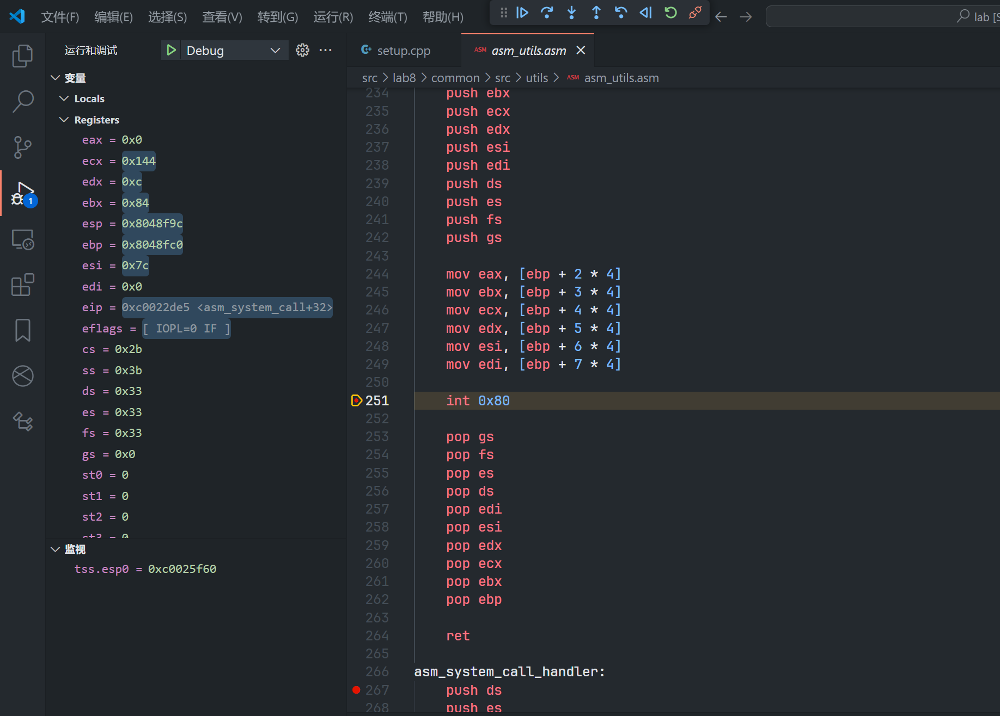 文件(F) 编辑(E) 选择(S) 查看(V) 转到(G) 运行(R) 终端(T) 帮助(H) lab [S
运行和调试 Debug
变量
Locals
Registers
eax = 0x0
ecx = 0x144
edx = 0xc
ebx = 0x84
esp = 0x8048f9c
ebp = 0x8048fc0
esi = 0x7c
edi = 0x0
eip = 0xc0022de5 <asm_system_call+32>
eflags = [ IOPL=0 IF ]
cs = 0x2b
ss = 0x3b
ds = 0x33
es = 0x33
fs = 0x33
gs = 0x0
st0 = 0
st1 = 0
st2 = 0
st3 = 0
监视
tss.esp0 = 0xc0025f60
1
setup.cpp ASM asm_utils.asm
src > lab8 > common > src > utils > ASM asm_utils.asm
234 push ebx
235 push ecx
236 push edx
237 push esi
238 push edi
239 push ds
240 push es
241 push fs
242 push gs
243
244 mov eax, [ebp + 2 * 4]
245 mov ebx, [ebp + 3 * 4]
246 mov ecx, [ebp + 4 * 4]
247 mov edx, [ebp + 5 * 4]
248 mov esi, [ebp + 6 * 4]
249 mov edi, [ebp + 7 * 4]
250
251 int 0x80
252
253 pop gs
254 pop fs
255 pop es
256 pop ds
257 pop edi
258 pop esi
259 pop edx
260 pop ecx
261 pop ebx
262 pop ebp
263
264 ret
265
266 asm_system_call_handler:
267 push ds
268 push es